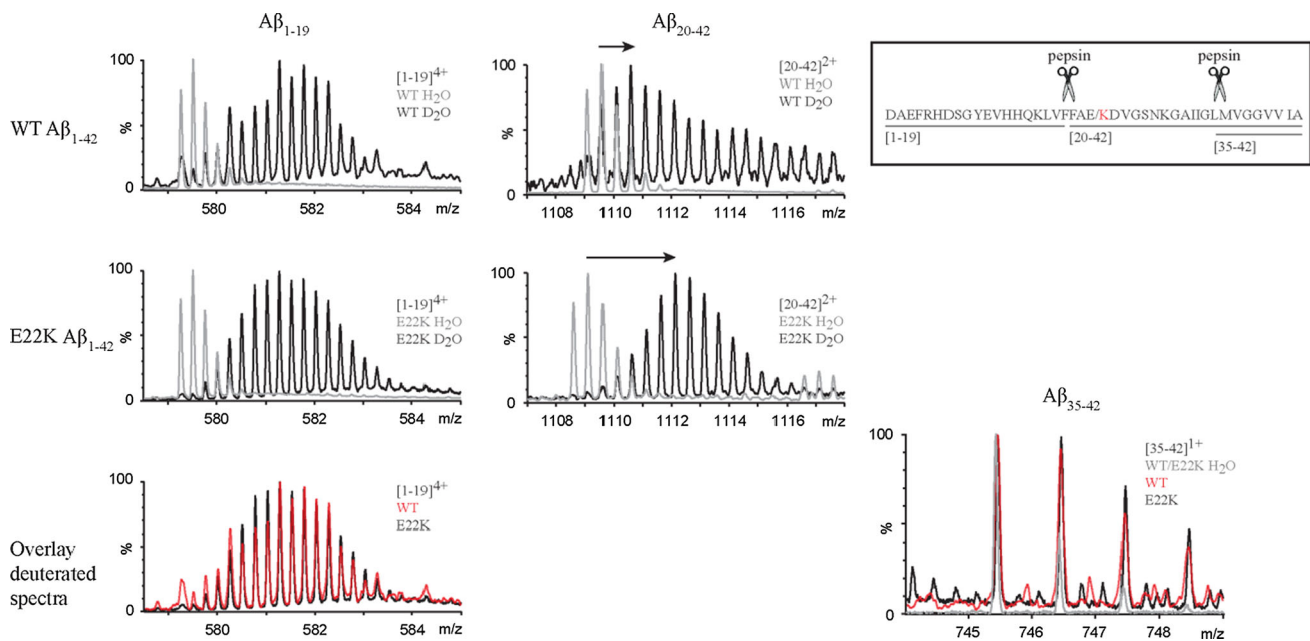 Aβ1-19
Aβ20-42
WT Aβ1-42
100
%
0
580
582
584
m/z
[1-19]4+
WT H2O
WT D2O
100
%
0
1108
1110
1112
1114
1116
m/z
[20-42]2+
WT H2O
WT D2O
pepsin
pepsin
DAEFRHDSGYEVHHQKLVFFAE/KDVGSNKGAIIGLMVGGVV IA
[1-19]
[20-42]
[35-42]
E22K Aβ1-42
100
%
0
580
582
584
m/z
[1-19]4+
E22K H2O
E22K D2O
100
%
0
1108
1110
1112
1114
1116
m/z
[20-42]2+
E22K H2O
E22K D2O
Overlay
deuterated
spectra
100
%
0
580
582
584
m/z
[1-19]4+
WT
E22K
Aβ35-42
100
%
0
745
746
747
748
m/z
[35-42]1+
WT/E22K H2O
WT
E22K